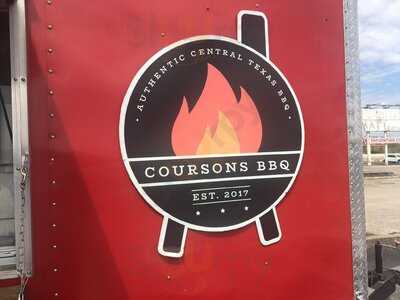 · AUTHENTIC CENTRAL TEXAS BBQ ·
COURSONS BBQ
EST. 2017